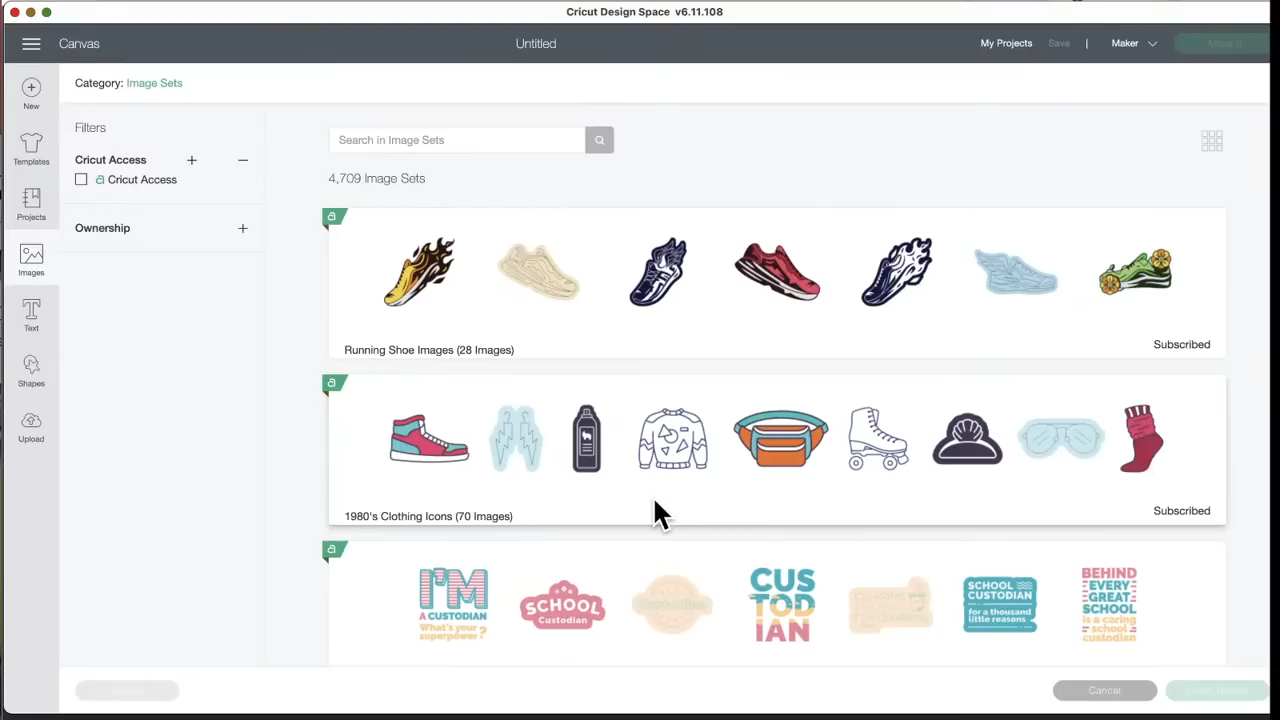 Cricut Design Space v6.11.108
Canvas
Untitled
My Projects
Save
|
Maker
New
Templates
Projects
Images
Text
Shapes
Upload
Category: Image Sets
Filters
Cricut Access
Cricut Access
Ownership
Search in Image Sets
4,709 Image Sets
Running Shoe Images (28 Images)
Subscribed
1980's Clothing Icons (70 Images)
Subscribed
I'M
A CUSTODIAN
What's your
superpower?
SCHOOL
Custodian
CUS
TOD
IAN
SCHOOL
CUSTODIAN
for a thousand
little reasons
BEHIND
EVERY
GREAT
SCHOOL
is a caring
school
custodian
Cancel